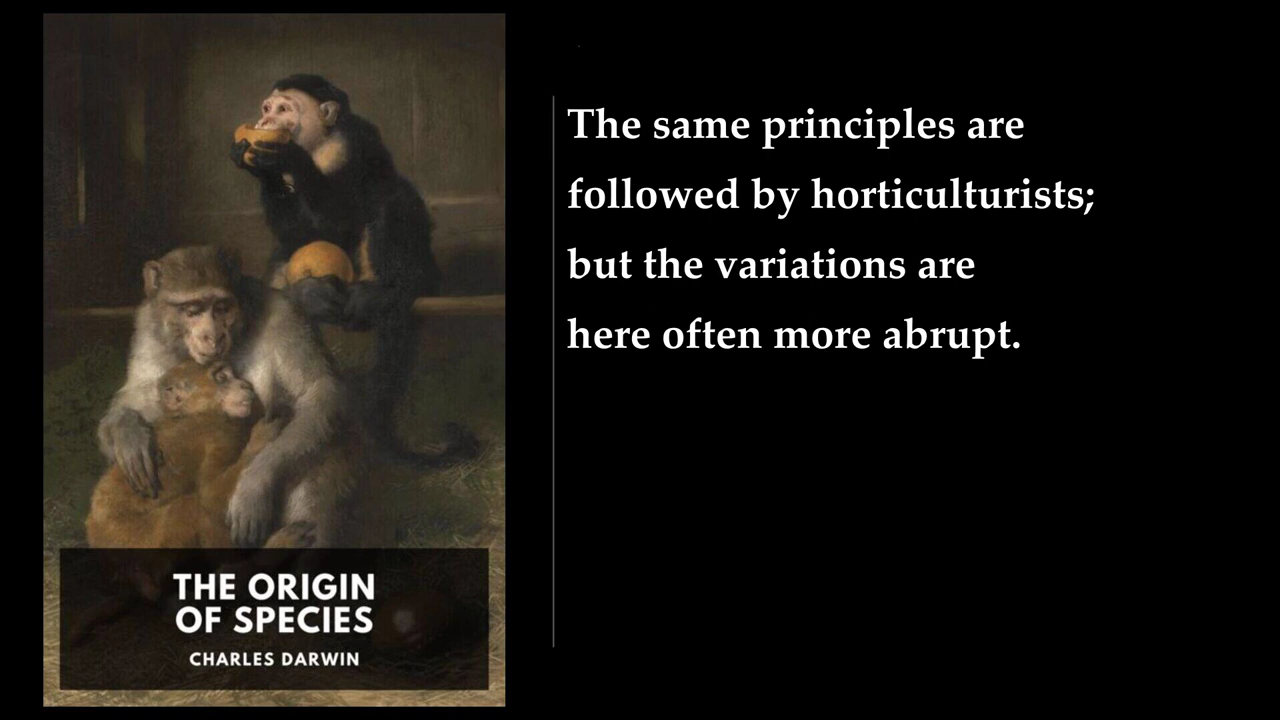 The same principles are
followed by horticulturists;
but the variations are
here often more abrupt.
THE ORIGIN
OF SPECIES
CHARLES DARWIN